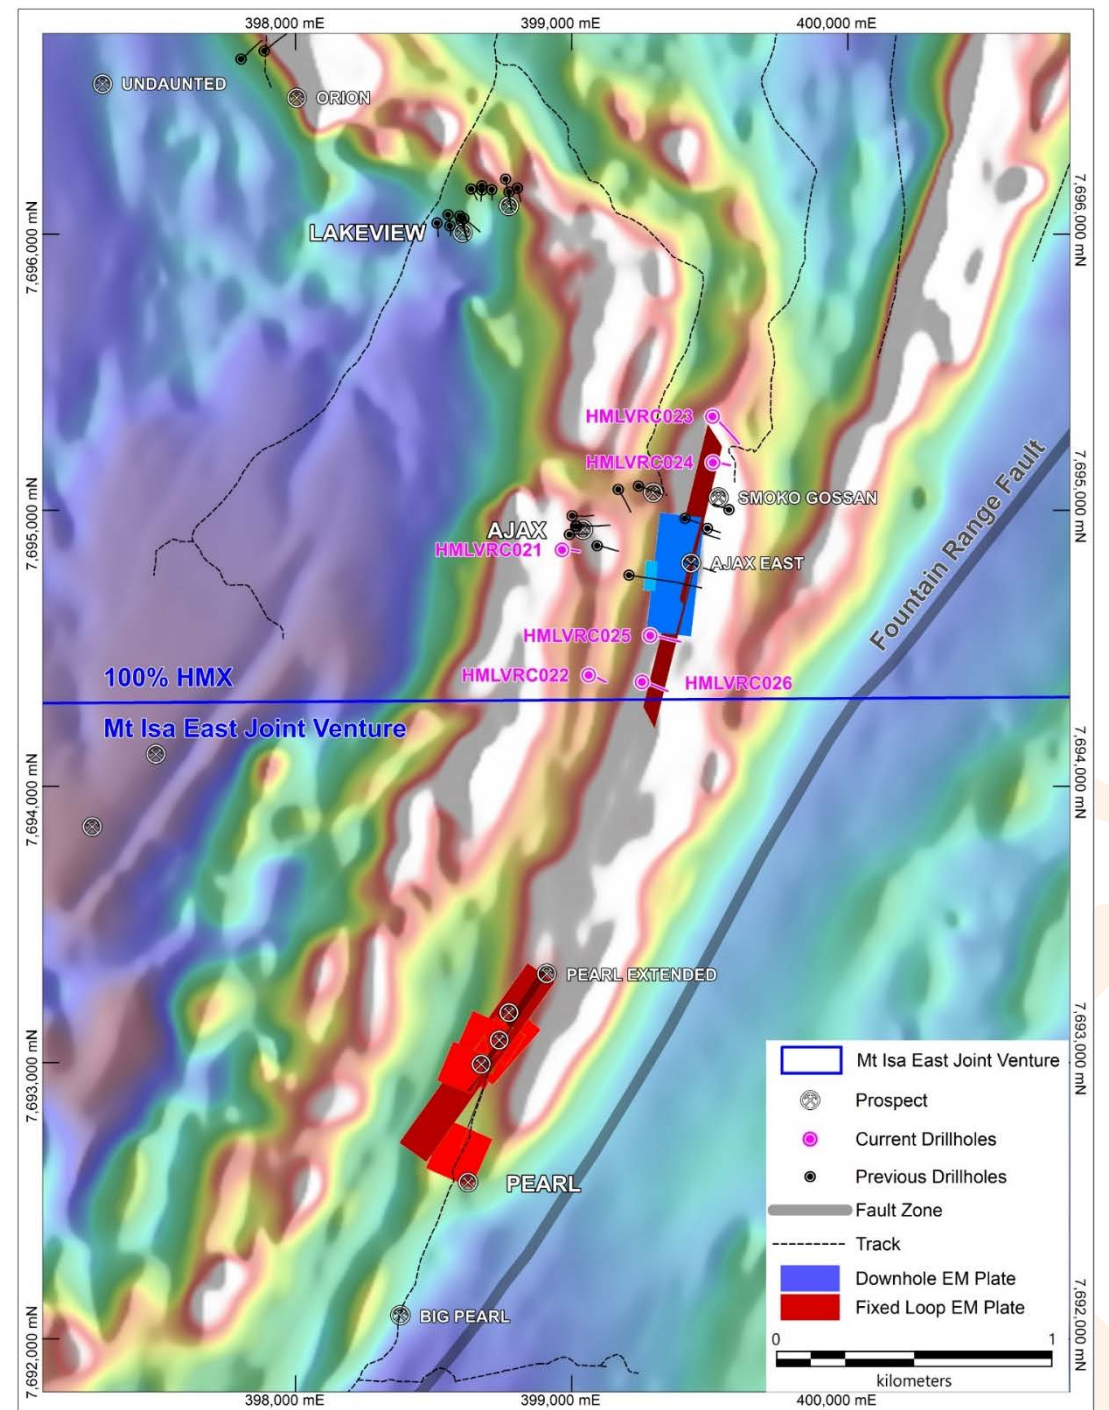 398,000 mE
399,000 mE
400,000 mE
UNDAUNTED
ORION
7,696,000 mN
7,696,000 mN
LAKEVIEW
HMLVRC023
HMLVRC024
SMOKO GOSSAN
7,695,000 mN
7,695,000 mN
AJAX
HMLVRC021
AJAX EAST
Fountain Range Fault
HMLVRC025
HMLVRC022
HMLVRC026
100% HMX
Mt Isa East Joint Venture
7,694,000 mN
7,694,000 mN
PEARL EXTENDED
7,693,000 mN
7,693,000 mN
PEARL
BIG PEARL
7,692,000 mN
7,692,000 mN
Mt Isa East Joint Venture
Prospect
Current Drillholes
Previous Drillholes
Fault Zone
Track
Downhole EM Plate
Fixed Loop EM Plate
0 1
kilometers
398,000 mE
399,000 mE
400,000 mE